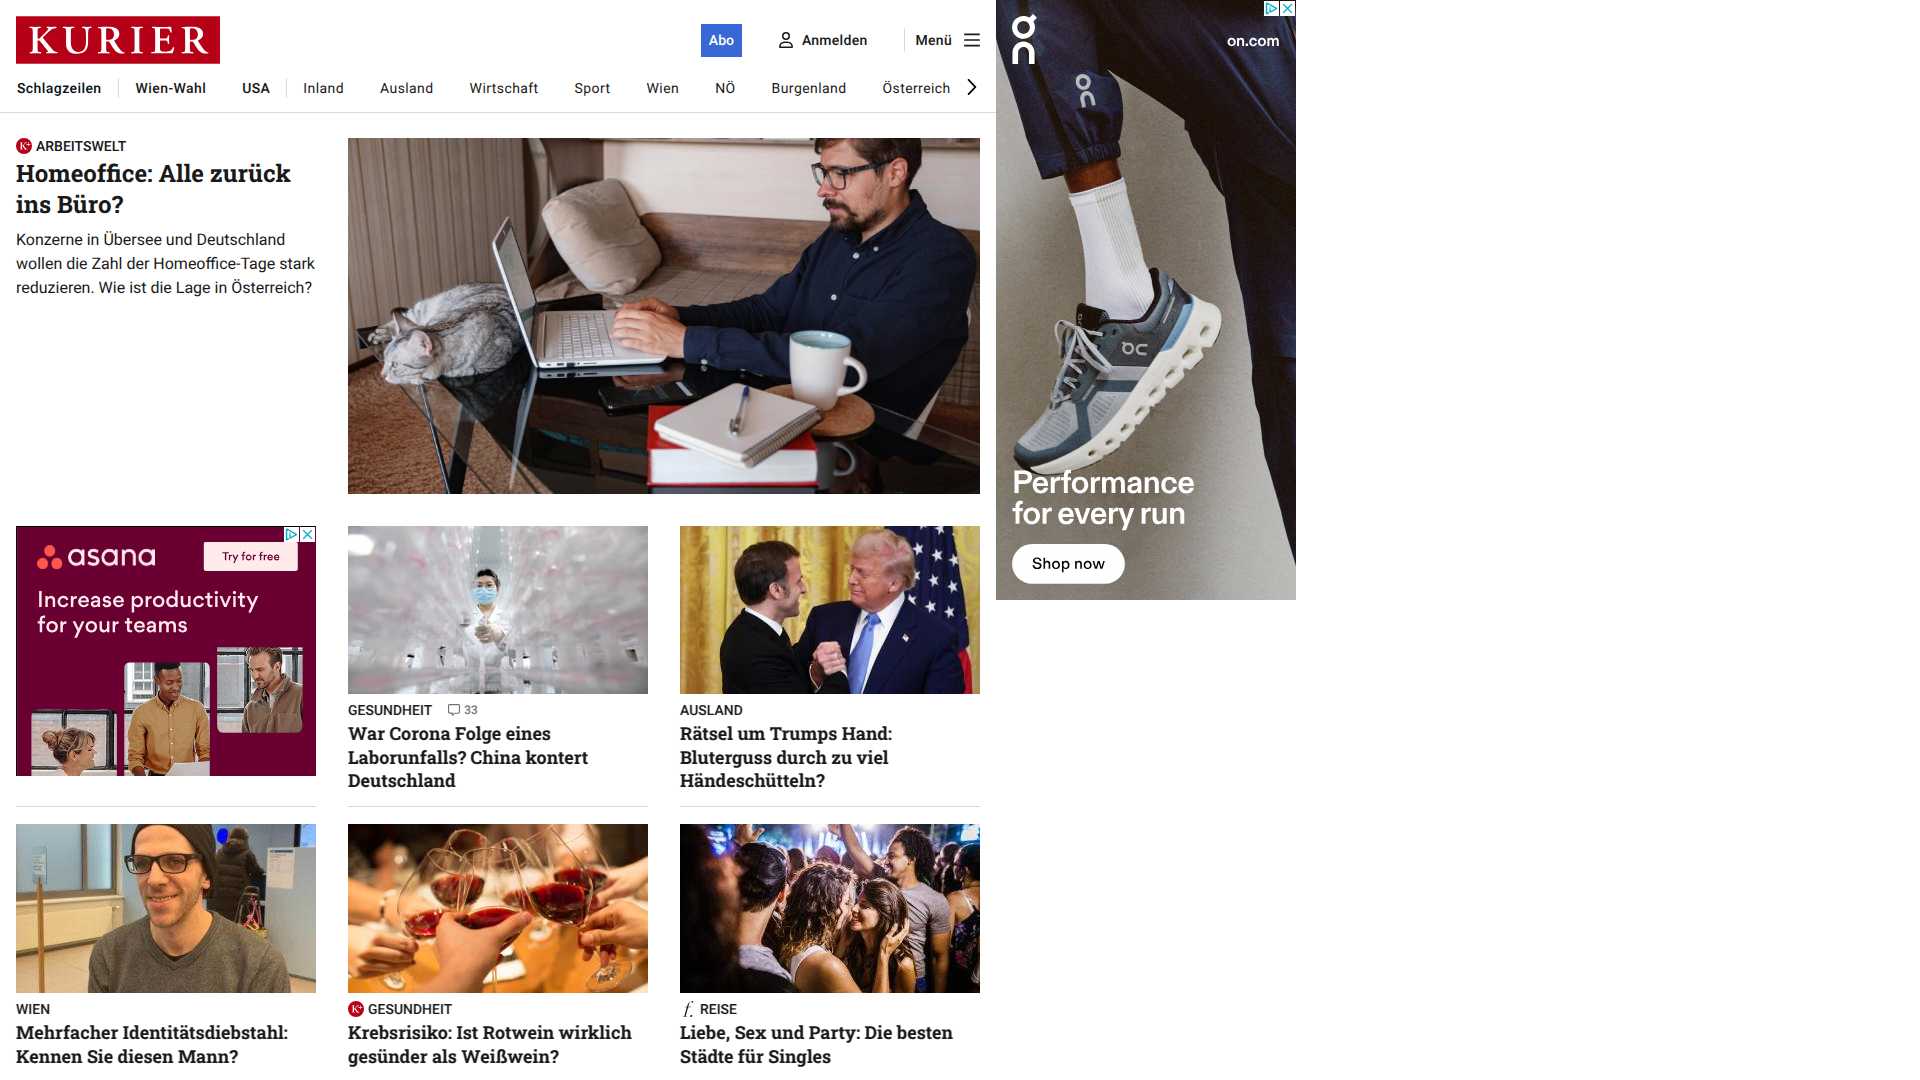 KURIER
Abo
Anmelden
Menü
Schlagzeilen
Wien-Wahl
USA
Inland
Ausland
Wirtschaft
Sport
Wien
NÖ
Burgenland
Österreich
K+ ARBEITSWELT
Homeoffice: Alle zurück
ins Büro?
Konzerne in Übersee und Deutschland
wollen die Zahl der Homeoffice-Tage stark
reduzieren. Wie ist die Lage in Österreich?
on
on.com
on
on
Performance
for every run
Shop now
asana
Try for free
Increase productivity
for your teams
GESUNDHEIT 33
War Corona Folge eines
Laborunfalls? China kontert
Deutschland
AUSLAND
Rätsel um Trumps Hand:
Bluterguss durch zu viel
Händeschütteln?
WIEN
Mehrfacher Identitätsdiebstahl:
Kennen Sie diesen Mann?
K+ GESUNDHEIT
Krebsrisiko: Ist Rotwein wirklich
gesünder als Weißwein?
f. REISE
Liebe, Sex und Party: Die besten
Städte für Singles